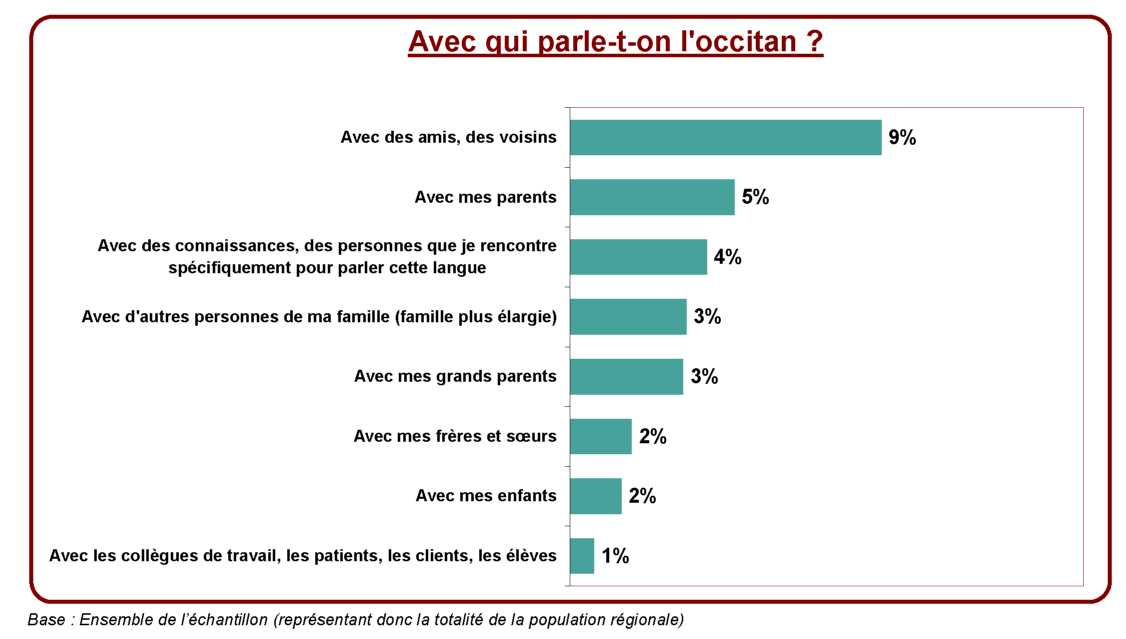 Avec qui parle-t-on l'occitan ?
Avec des amis, des voisins
9%
Avec mes parents
5%
Avec des connaissances, des personnes que je rencontre
spécifiquement pour parler cette langue
4%
Avec d'autres personnes de ma famille (famille plus élargie)
3%
Avec mes grands parents
3%
Avec mes frères et sœurs
2%
Avec mes enfants
2%
Avec les collègues de travail, les patients, les clients, les élèves
1%
Base : Ensemble de l’échantillon (représentant donc la totalité de la population régionale)